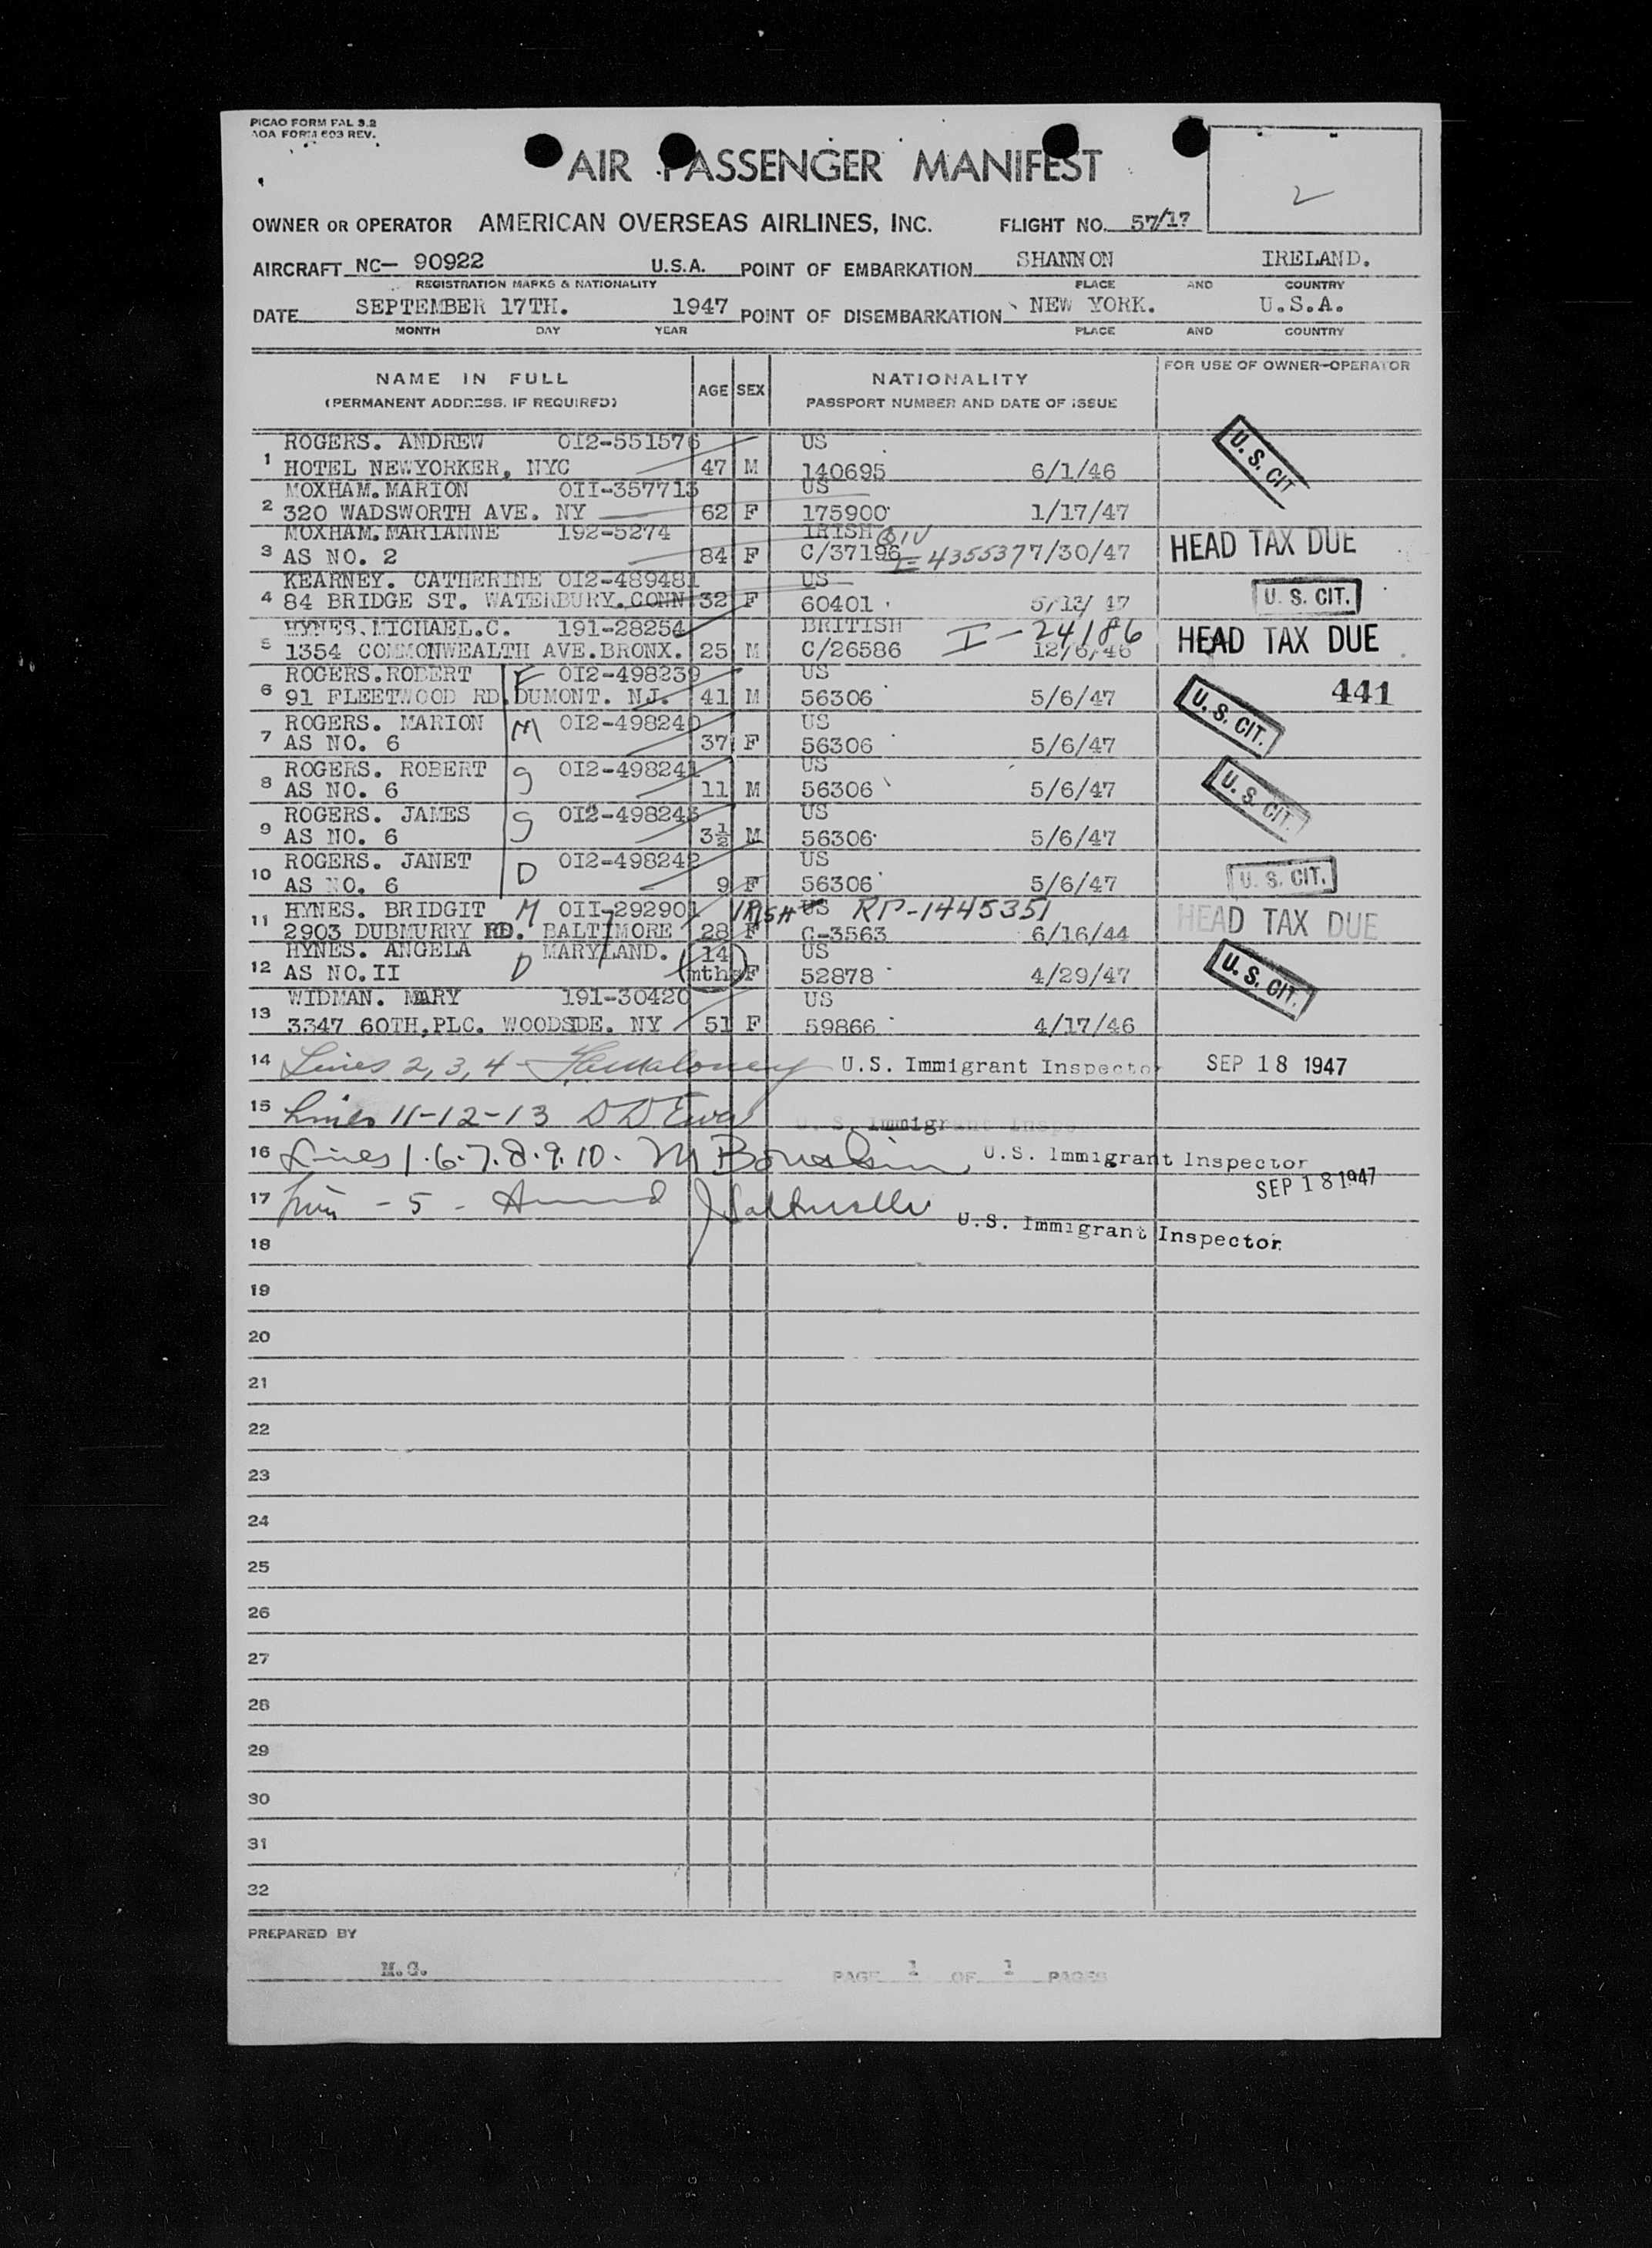 PICAO FORM FAL 3.2
AOA FORM 603 REV.
AIR PASSENGER MANIFEST
2
OWNER OR OPERATOR AMERICAN OVERSEAS AIRLINES, INC. FLIGHT NO. 57/17
AIRCRAFT NC- 90922 U.S.A. POINT OF EMBARKATION SHANNON IRELAND.
REGISTRATION MARKS & NATIONALITY PLACE AND COUNTRY
DATE SEPTEMBER 17TH. 1947 POINT OF DISEMBARKATION NEW YORK. U.S.A.
MONTH DAY YEAR PLACE AND COUNTRY
NAME IN FULL AGE SEX NATIONALITY FOR USE OF OWNER-OPERATOR
(PERMANENT ADDRESS, IF REQUIRED) PASSPORT NUMBER AND DATE OF ISSUE
ROGERS. ANDREW OI2-551576 US U.S. CIT
1 HOTEL NEWYORKER, NYC 47 M 140695 6/1/46
MOXHAM. MARION OII-357713 US
2 320 WADSWORTH AVE. NY 62 F 175900 1/17/47
MOXHAM. MARIANNE 192-5274 IRISH
3 AS NO. 2 84 F C/37196 I-435537 7/30/47 HEAD TAX DUE
KEARNEY. CATHERINE OI2-489481 US
4 84 BRIDGE ST. WATERBURY. CONN 32 F 60401 5/13/ 47 U. S. CIT.
HYNES. MICHAEL.C. 191-28254 BRITISH I-24186
5 1354 COMMONWEALTH AVE.BRONX. 25 M C/26586 12/6/46 HEAD TAX DUE
ROGERS.ROBERT F OI2-498239 US
6 91 FLEETWOOD RD.DUMONT. NJ. 41 M 56306 5/6/47 441
ROGERS. MARION M OI2-498240 US U. S. CIT.
7 AS NO. 6 37 F 56306 5/6/47
ROGERS. ROBERT S OI2-498241 US
8 AS NO. 6 11 M 56306 5/6/47 U. S. CIT.
ROGERS. JAMES S OI2-498243 US
9 AS NO. 6 3½ M 56306 5/6/47
ROGERS. JANET D OI2-498242 US
10 AS NO. 6 9 F 56306 5/6/47 U. S. CIT.
HYNES. BRIDGIT M OII-292901 IRISH US RP-1445351
11 2903 DUBMURRY RD. BALTIMORE 28 F C-3563 6/16/44 HEAD TAX DUE
HYNES. ANGELA D MARYLAND. 14 US
12 AS NO.II mths F 52878 4/29/47 U. S. CIT.
WIDMAN. MARY 191-30420 US
13 3347 60TH,PLC. WOODSDE. NY 51 F 59866 4/17/46
14 Lines 2, 3, 4 - U.S. Immigrant Inspector SEP 18 1947
15 Lines 11-12-13 U. S. Immigrant Inspector
16 Lines 1.6.7.8.9.10. U.S. Immigrant Inspector
SEP 18 1947
17 - 5 -
U.S. Immigrant Inspector
18
19
20
21
22
23
24
25
26
27
28
29
30
31
32
PREPARED BY
M.G. PAGE 1 OF 1 PAGES